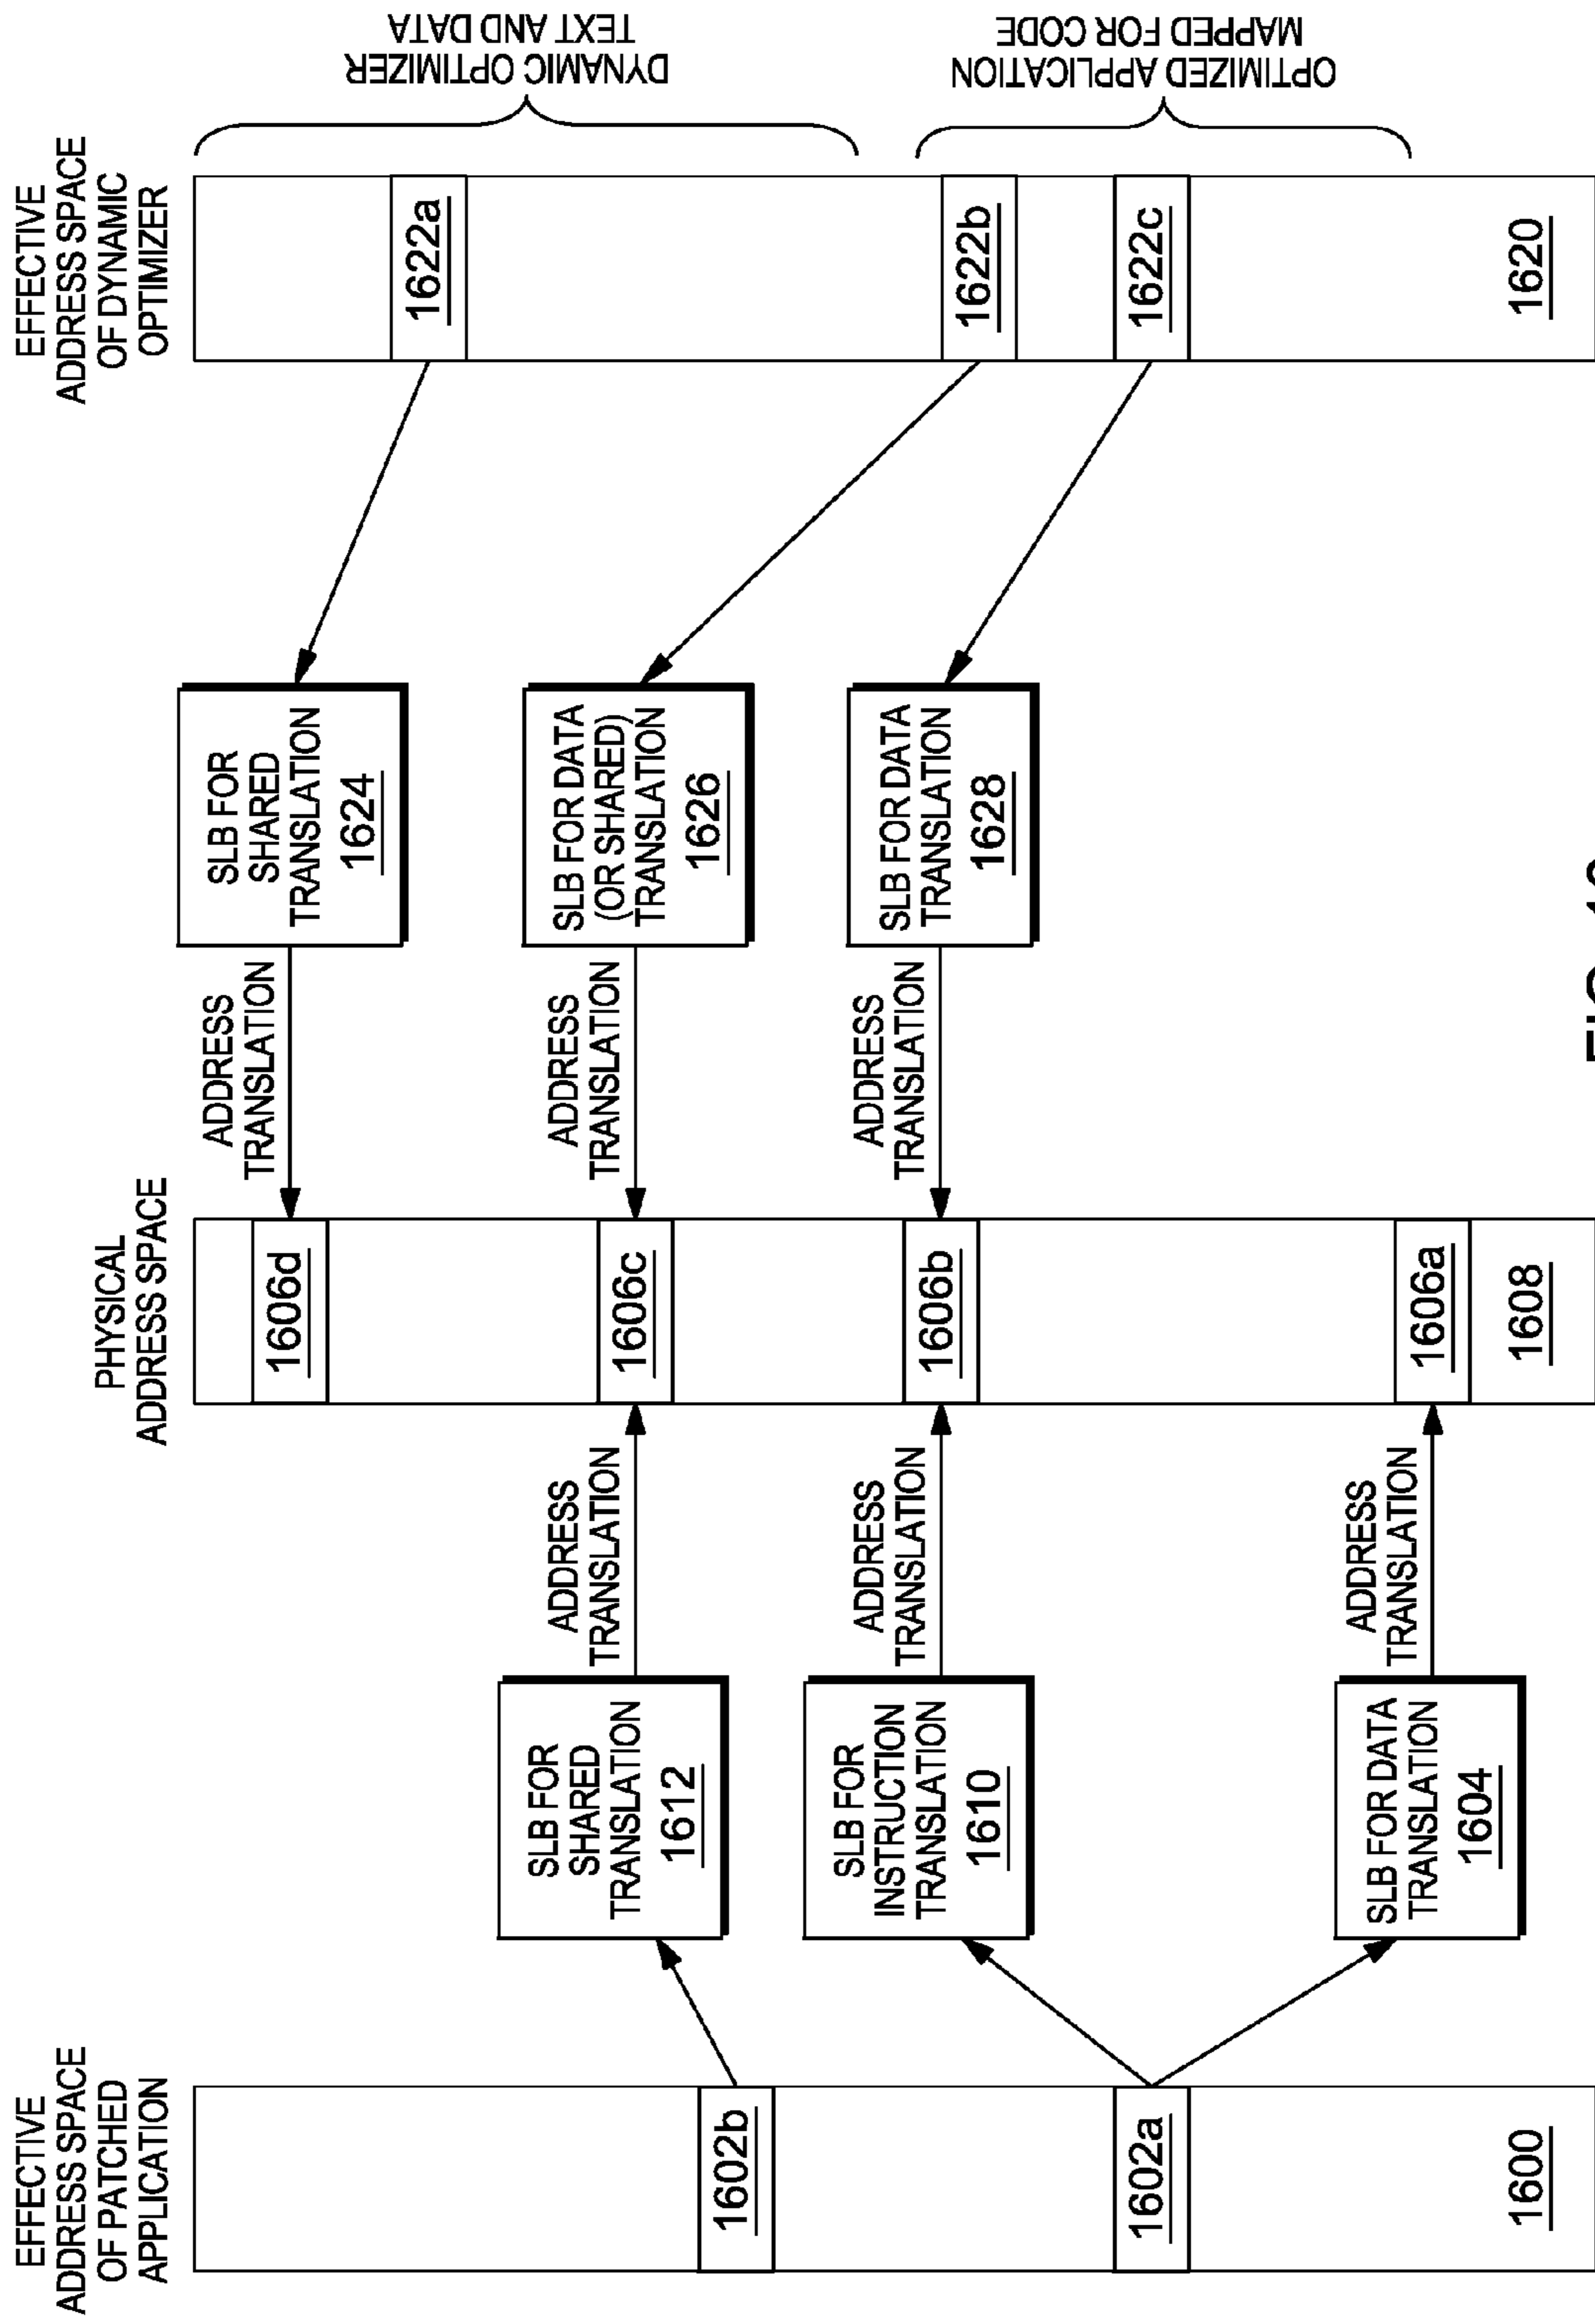 EFFECTIVE
ADDRESS SPACE
OF PATCHED
APPLICATION
1602b
1602a
1600
SLB FOR
SHARED
TRANSLATION
1612
SLB FOR
INSTRUCTION
TRANSLATION
1610
SLB FOR DATA
TRANSLATION
1604
ADDRESS
TRANSLATION
ADDRESS
TRANSLATION
ADDRESS
TRANSLATION
PHYSICAL
ADDRESS SPACE
1606d
1606c
1606b
1606a
1608
ADDRESS
TRANSLATION
ADDRESS
TRANSLATION
ADDRESS
TRANSLATION
SLB FOR
SHARED
TRANSLATION
1624
SLB FOR DATA
(OR SHARED)
TRANSLATION
1626
SLB FOR DATA
TRANSLATION
1628
EFFECTIVE
ADDRESS SPACE
OF DYNAMIC
OPTIMIZER
1622a
1622b
1622c
1620
DYNAMIC OPTIMIZER
TEXT AND DATA
OPTIMIZED APPLICATION
MAPPED FOR CODE